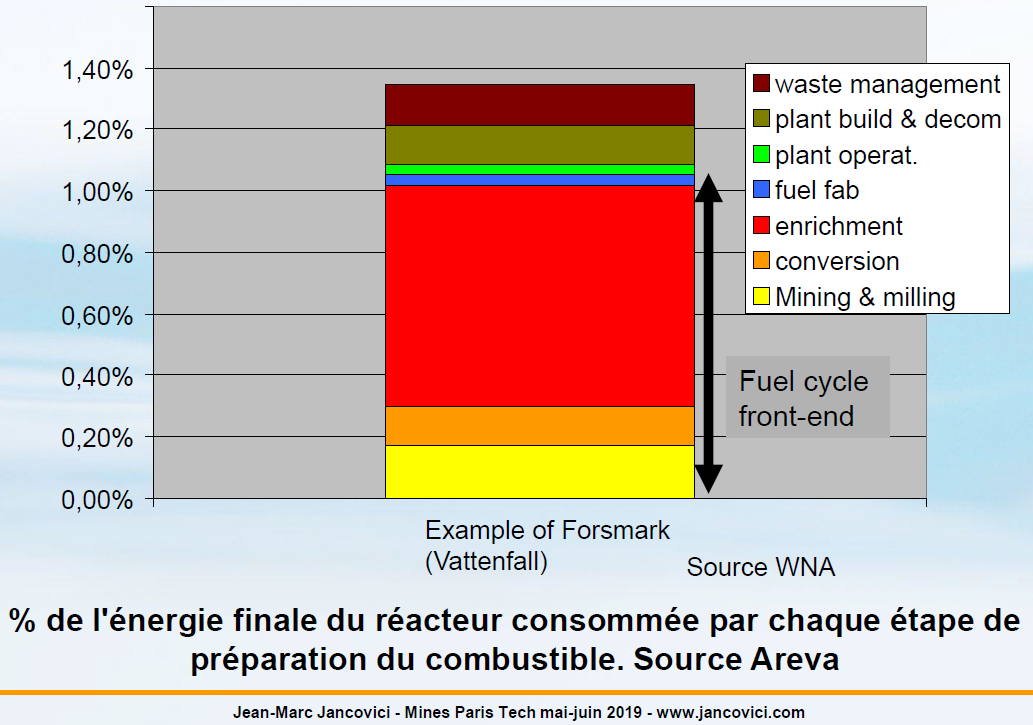 1,40%
1,20%
1,00%
0,80%
0,60%
0,40%
0,20%
0,00%
waste management
plant build & decom
plant operat.
fuel fab
enrichment
conversion
Mining & milling
Fuel cycle
front-end
Example of Forsmark
(Vattenfall)
Source WNA
% de l'énergie finale du réacteur consommée par chaque étape de
préparation du combustible. Source Areva
Jean-Marc Jancovici - Mines Paris Tech mai-juin 2019 - www.jancovici.com